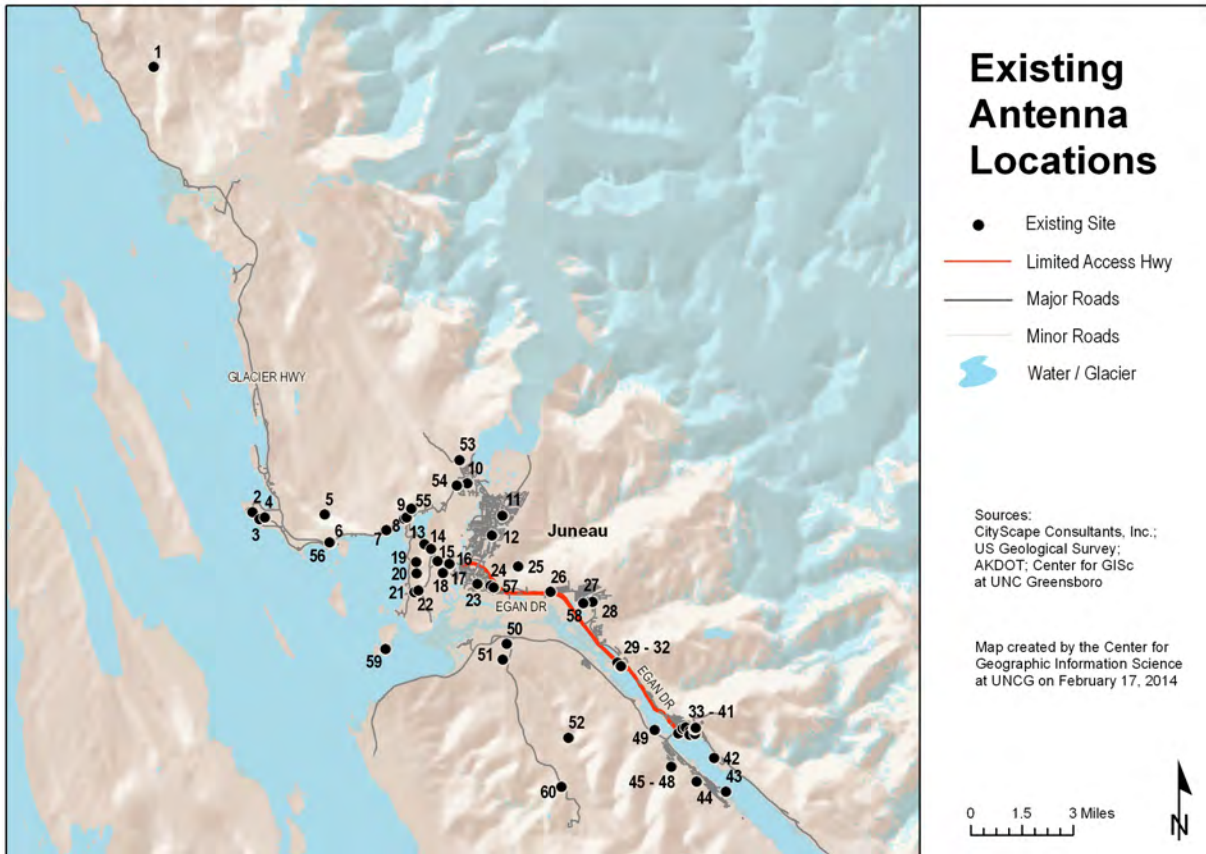 1
Existing
Antenna
Locations
Existing Site
Limited Access Hwy
Major Roads
Minor Roads
Water / Glacier
Sources:
CityScape Consultants, Inc.;
US Geological Survey;
AKDOT; Center for GISc
at UNC Greensboro
Map created by the Center for
Geographic Information Science
at UNCG on February 17, 2014
0 1.5 3 Miles
N
GLACIER HWY
53
10
54
2 4
3
5
6
56
7
8
9 55
11
12
Juneau
13 14
15 16
17
18
19
20
21
22
23
24
57
25
26
27
28
58
EGAN DR
29 - 32
EGAN DR
33 - 41
42
43
44
45 - 48
49
50
51
52
59
60